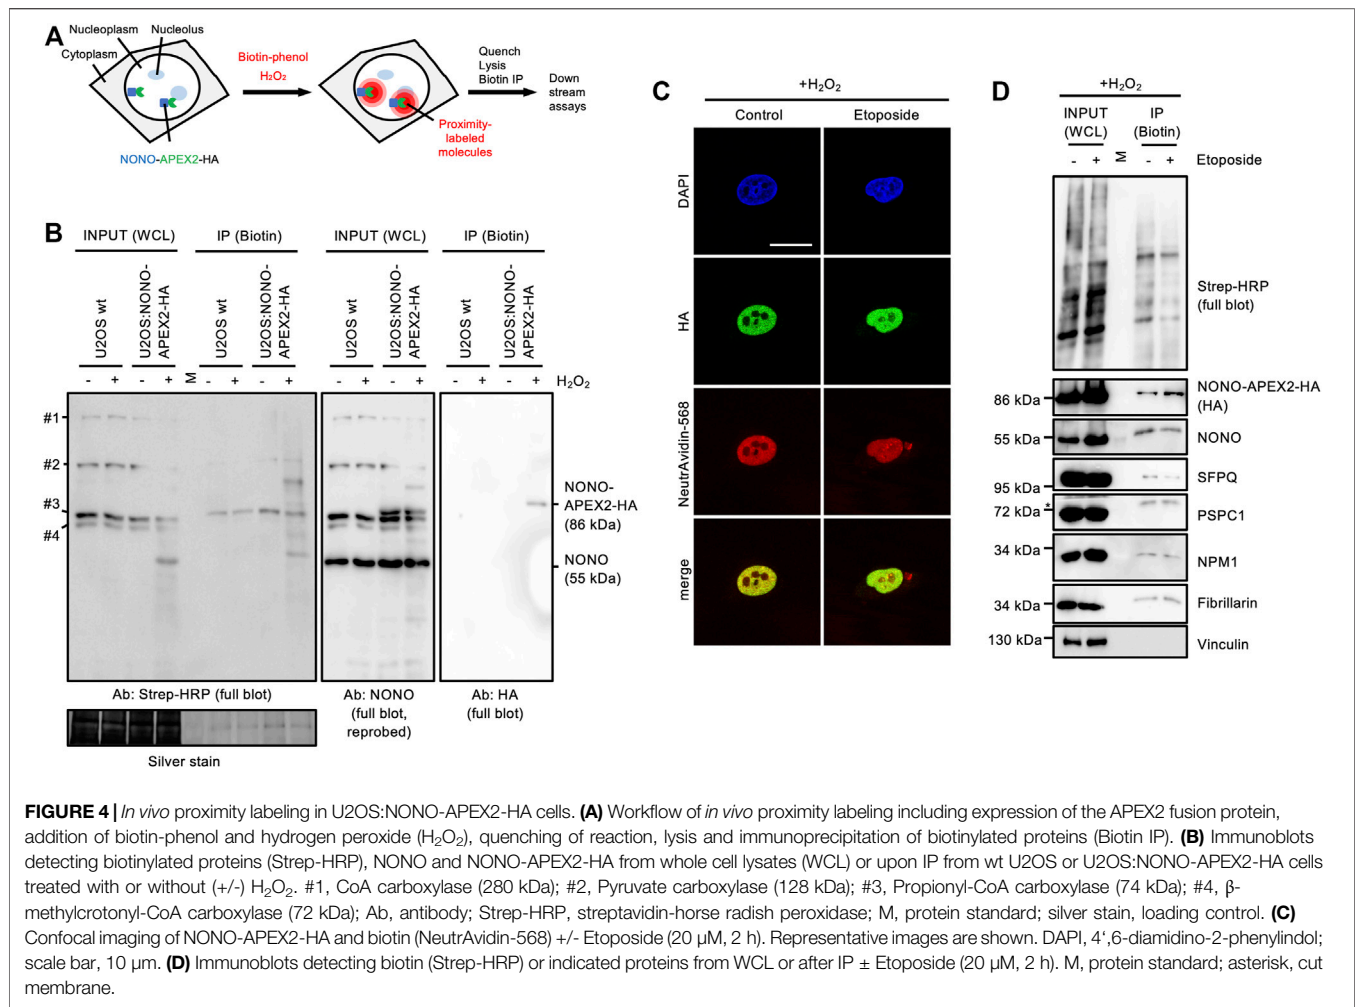 A
Nucleoplasm
Nucleolus
Cytoplasm
Biotin-phenol
H₂O₂
Quench
Lysis
Biotin IP
Down
stream
assays
Proximity-
labeled
molecules
NONO-APEX2-HA
B
INPUT (WCL) IP (Biotin) INPUT (WCL) IP (Biotin)
U2OS wt
U2OS:NONO-
APEX2-HA
U2OS wt
U2OS:NONO-
APEX2-HA
U2OS wt
U2OS:NONO-
APEX2-HA
U2OS wt
U2OS:NONO-
APEX2-HA
- + - + M - + - + - + - + - + - + H₂O₂
#1
#2
#3
#4
NONO-
APEX2-HA
(86 kDa)
NONO
(55 kDa)
Ab: Strep-HRP (full blot)
Ab: NONO
(full blot,
reprobed)
Ab: HA
(full blot)
Silver stain
C
+H₂O₂
Control Etoposide
DAPI
HA
NeutrAvidin-568
merge
D
+H₂O₂
INPUT
(WCL)
IP
(Biotin)
- + M - + Etoposide
Strep-HRP
(full blot)
86 kDa
NONO-APEX2-HA
(HA)
55 kDa
NONO
95 kDa
SFPQ
*
72 kDa
PSPC1
34 kDa
NPM1
34 kDa
Fibrillarin
130 kDa
Vinculin
FIGURE 4 | In vivo proximity labeling in U2OS:NONO-APEX2-HA cells. (A) Workflow of in vivo proximity labeling including expression of the APEX2 fusion protein,
addition of biotin-phenol and hydrogen peroxide (H₂O₂), quenching of reaction, lysis and immunoprecipitation of biotinylated proteins (Biotin IP). (B) Immunoblots
detecting biotinylated proteins (Strep-HRP), NONO and NONO-APEX2-HA from whole cell lysates (WCL) or upon IP from wt U2OS or U2OS:NONO-APEX2-HA cells
treated with or without (+/-) H₂O₂. #1, CoA carboxylase (280 kDa); #2, Pyruvate carboxylase (128 kDa); #3, Propionyl-CoA carboxylase (74 kDa); #4, β-
methylcrotonyl-CoA carboxylase (72 kDa); Ab, antibody; Strep-HRP, streptavidin-horse radish peroxidase; M, protein standard; silver stain, loading control. (C)
Confocal imaging of NONO-APEX2-HA and biotin (NeutrAvidin-568) +/- Etoposide (20 µM, 2 h). Representative images are shown. DAPI, 4‘,6-diamidino-2-phenylindol;
scale bar, 10 µm. (D) Immunoblots detecting biotin (Strep-HRP) or indicated proteins from WCL or after IP ± Etoposide (20 µM, 2 h). M, protein standard; asterisk, cut
membrane.